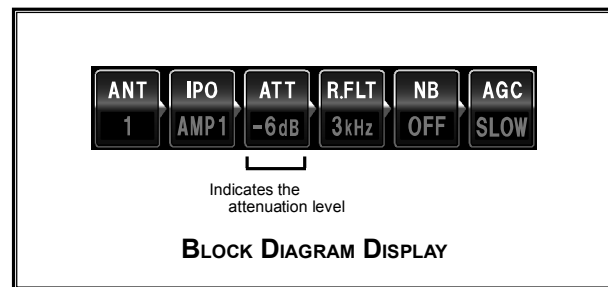 ANT IPO ATT R.FLT NB AGC
1 AMP1 -6dB 3kHz OFF SLOW
Indicates the
attenuation level
BLOCK DIAGRAM DISPLAY